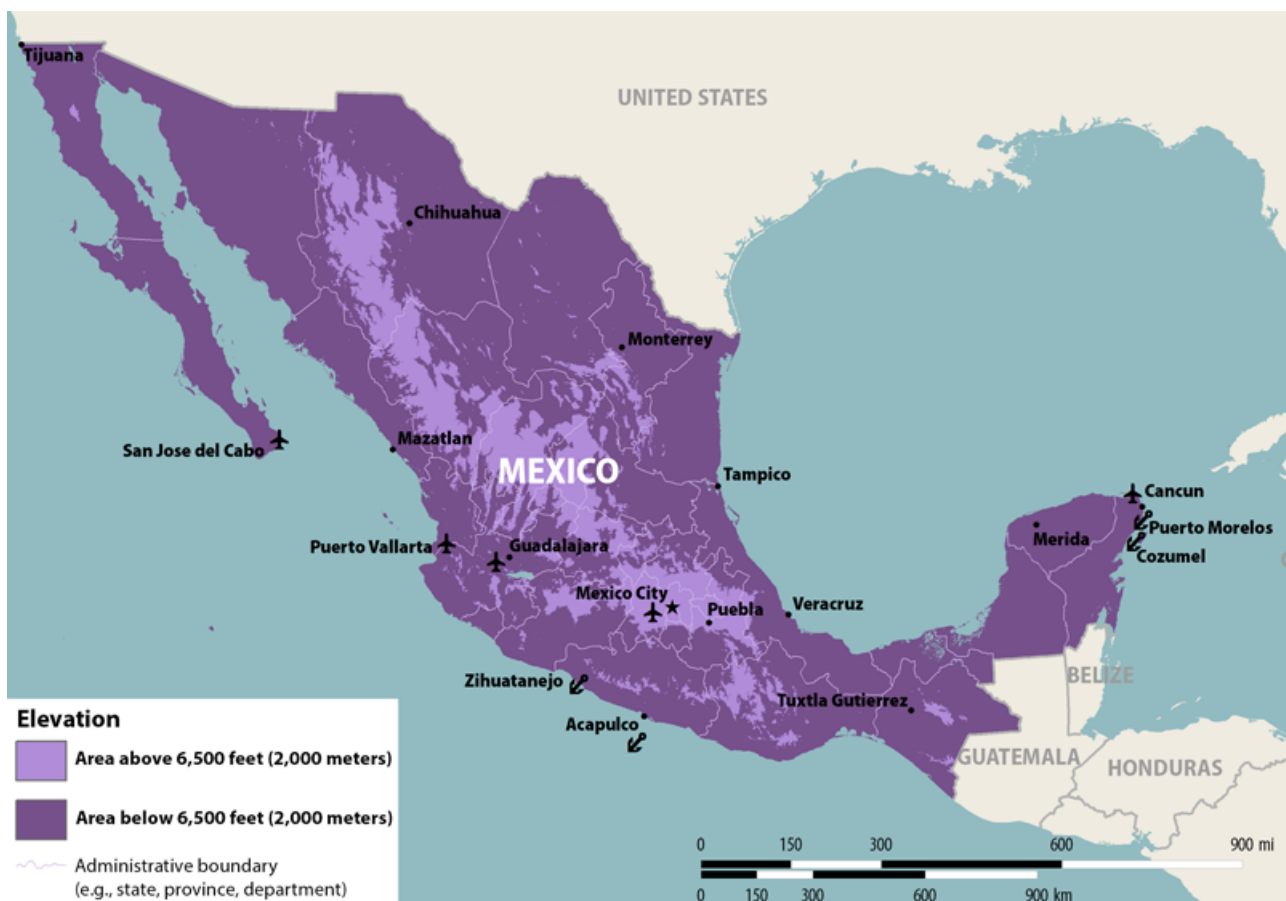 Tijuana
UNITED STATES
Chihuahua
Monterrey
San Jose del Cabo
Mazatlan
MEXICO
Tampico
Cancun
Puerto Morelos
Merida
Cozumel
Puerto Vallarta
Guadalajara
Mexico City
Puebla
Veracruz
Zihuatanejo
BELIZE
Tuxtla Gutierrez
Acapulco
GUATEMALA
HONDURAS
Elevation
Area above 6,500 feet (2,000 meters)
Area below 6,500 feet (2,000 meters)
Administrative boundary
(e.g., state, province, department)
0 150 300 600 900 mi
0 150 300 600 900 km